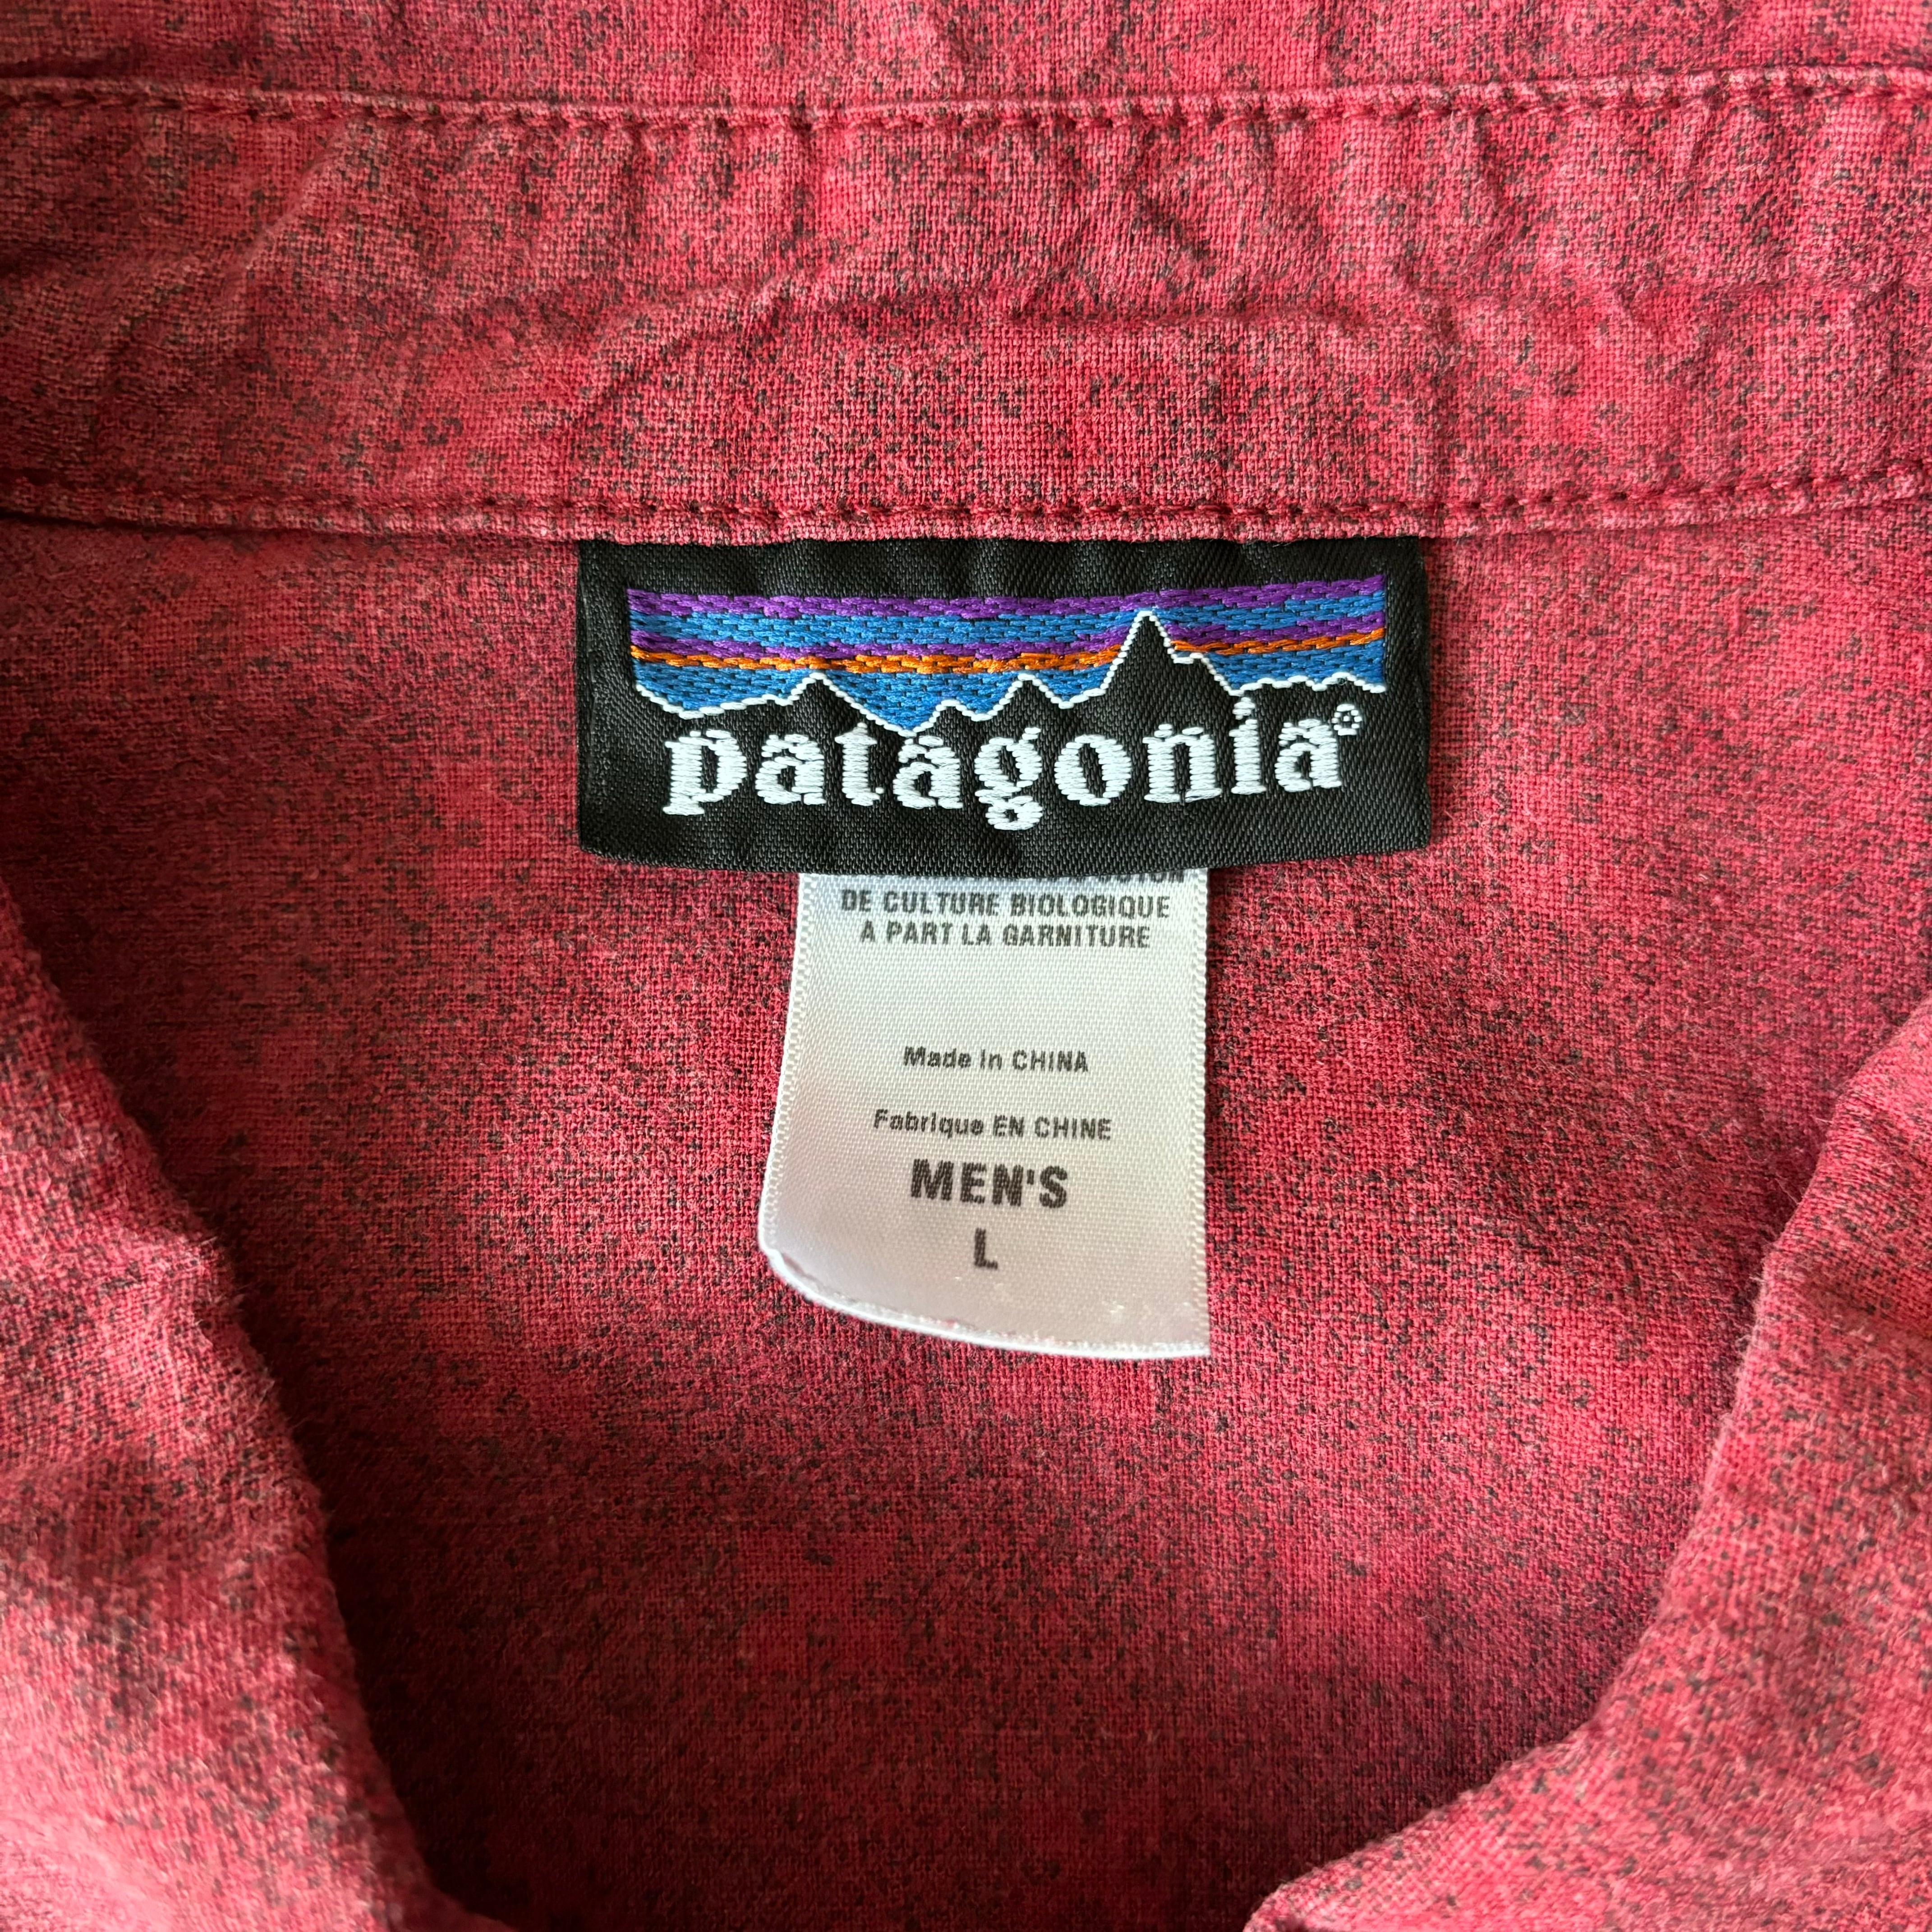 patagonia®
DE CULTURE BIOLOGIQUE
À PART LA GARNITURE
Made in CHINA
Fabrique EN CHINE
MEN'S
L